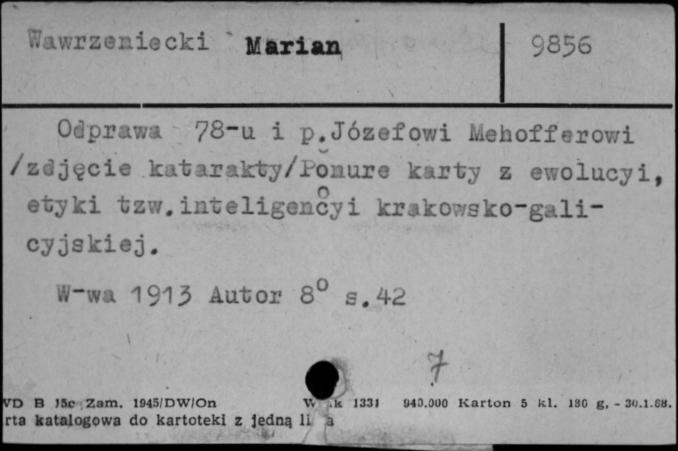 Wawrzeniecki Marian 9856
Odprawa 78-u i p.Józefowi Mehofferowi
/zdjęcie katarakty/Ponure karty z ewolucyi,
etyki tzw.inteligencyi krakowsko-gali-
cyjskiej.
W-wa 1913 Autor 8° s.42
7
WD B 15c Zam. 1945/DW/On 1331 940.000 Karton 5 kl. 180 g. - 30.1.68.
rta katalogowa do kartoteki z jedną